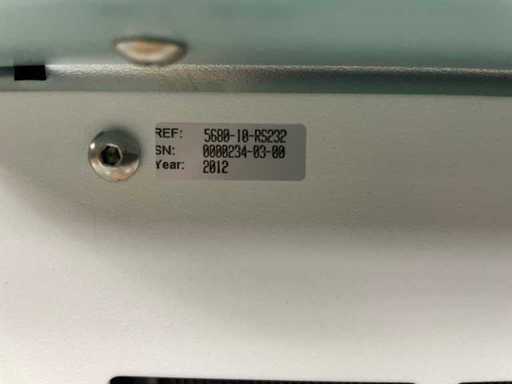 REF: 5680-10-RS232
SN: 0000234-03-00
Year: 2012